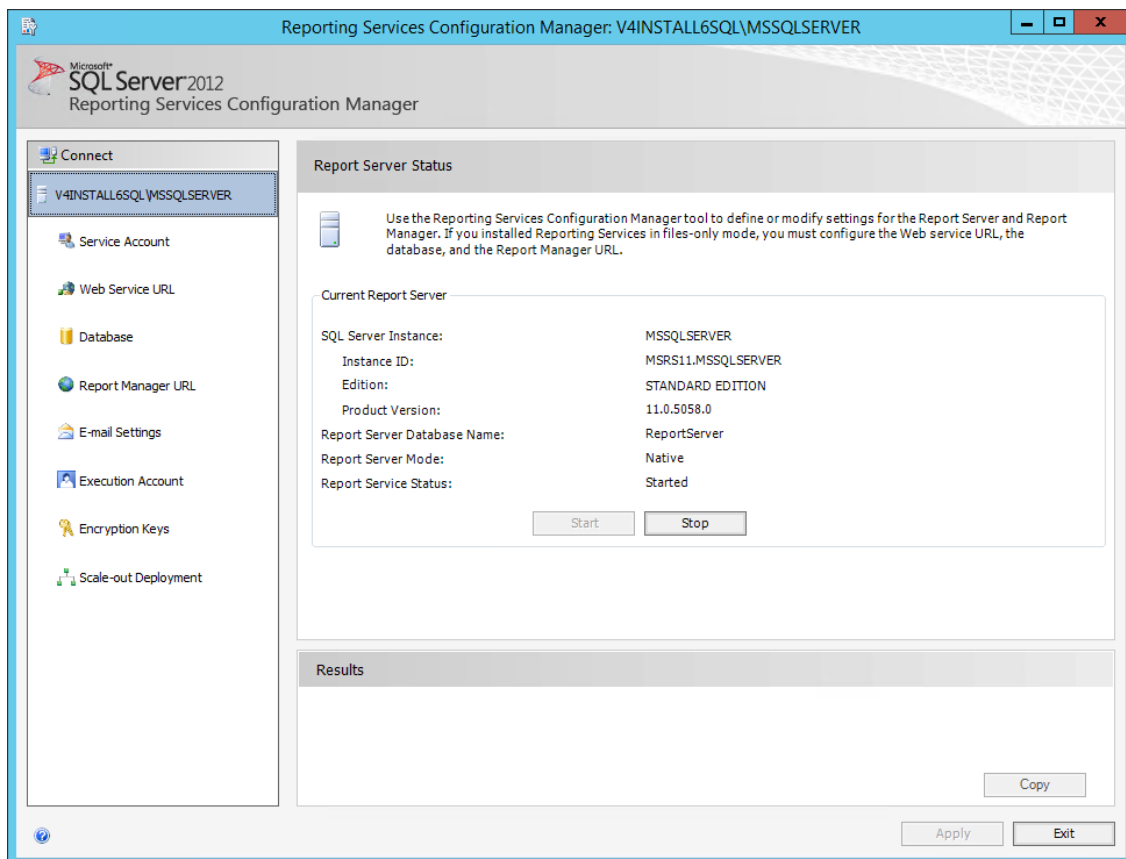 Reporting Services Configuration Manager: V4INSTALL6SQL\MSSQLSERVER
Microsoft®
SQL Server 2012
Reporting Services Configuration Manager
Connect
V4INSTALL6SQL\MSSQLSERVER
Service Account
Web Service URL
Database
Report Manager URL
E-mail Settings
Execution Account
Encryption Keys
Scale-out Deployment
Report Server Status
Use the Reporting Services Configuration Manager tool to define or modify settings for the Report Server and Report
Manager. If you installed Reporting Services in files-only mode, you must configure the Web service URL, the
database, and the Report Manager URL.
Current Report Server
SQL Server Instance: MSSQLSERVER
Instance ID: MSRS11.MSSQLSERVER
Edition: STANDARD EDITION
Product Version: 11.0.5058.0
Report Server Database Name: ReportServer
Report Server Mode: Native
Report Service Status: Started
Start Stop
Results
Copy
Apply Exit